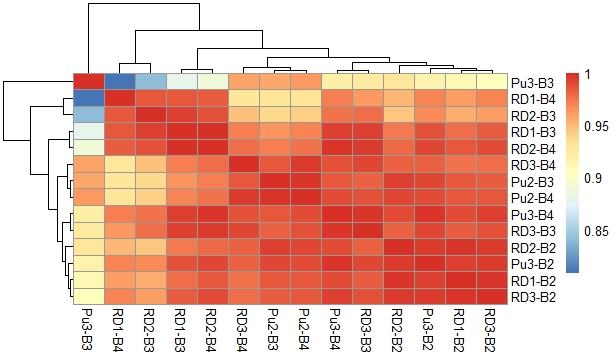 Pu3-B3
RD1-B4
RD2-B3
RD1-B3
RD2-B4
RD3-B4
Pu2-B3
Pu2-B4
Pu3-B4
RD3-B3
RD2-B2
Pu3-B2
RD1-B2
RD3-B2
1
0.95
0.9
0.85
Pu3-B3
RD1-B4
RD2-B3
RD1-B3
RD2-B4
RD3-B4
Pu2-B3
Pu2-B4
Pu3-B4
RD3-B3
RD2-B2
Pu3-B2
RD1-B2
RD3-B2